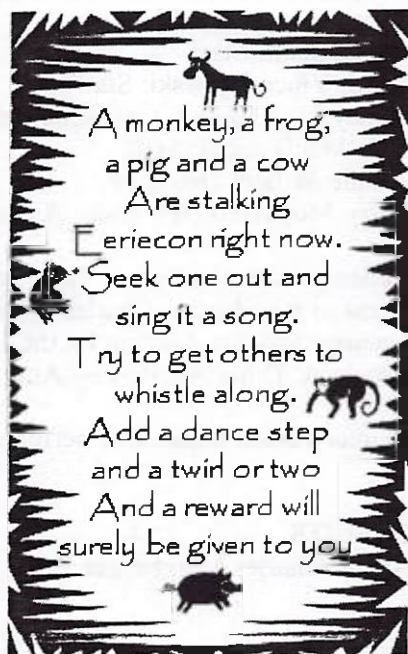 A monkey, a frog,
a pig and a cow
Are stalking
Eeriecon right now.
Seek one out and
sing it a song.
Try to get others to
whistle along.
Add a dance step
and a twirl or two
And a reward will
surely be given to you